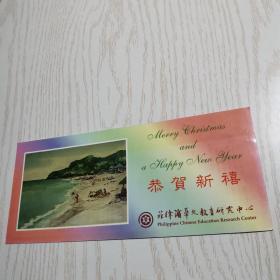 Merry Christmas
and
a Happy New Year
恭賀新禧
菲律濱華文教育研究中心
Philippine Chinese Education Research Center